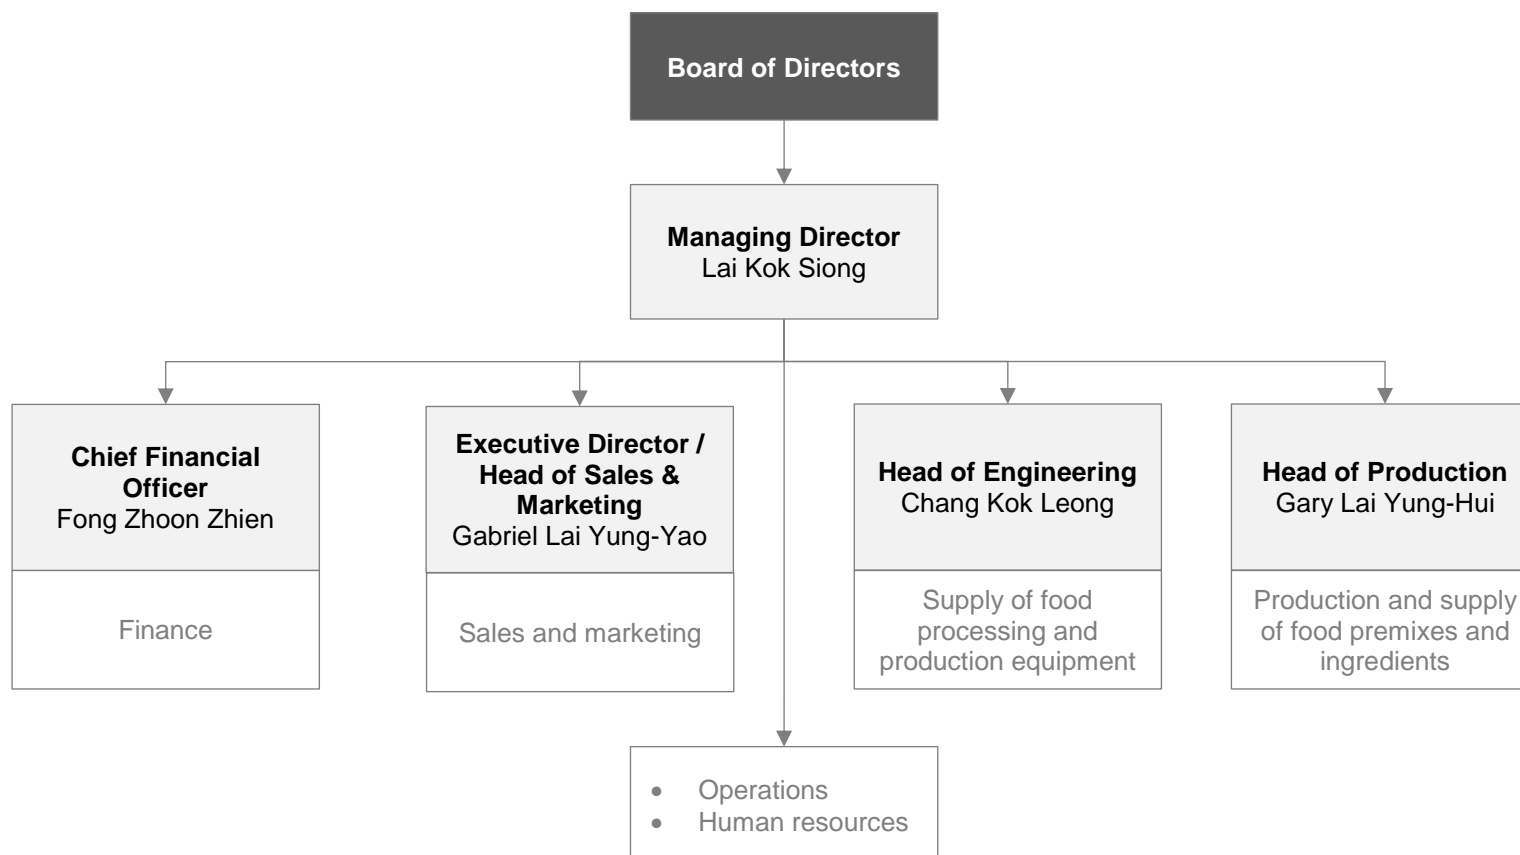 Board of Directors
Managing Director
Lai Kok Siong
Chief Financial
Officer
Fong Zhoon Zhien
Finance
Executive Director /
Head of Sales &
Marketing
Gabriel Lai Yung-Yao
Sales and marketing
Head of Engineering
Chang Kok Leong
Supply of food
processing and
production equipment
Head of Production
Gary Lai Yung-Hui
Production and supply
of food premixes and
ingredients
• Operations
• Human resources